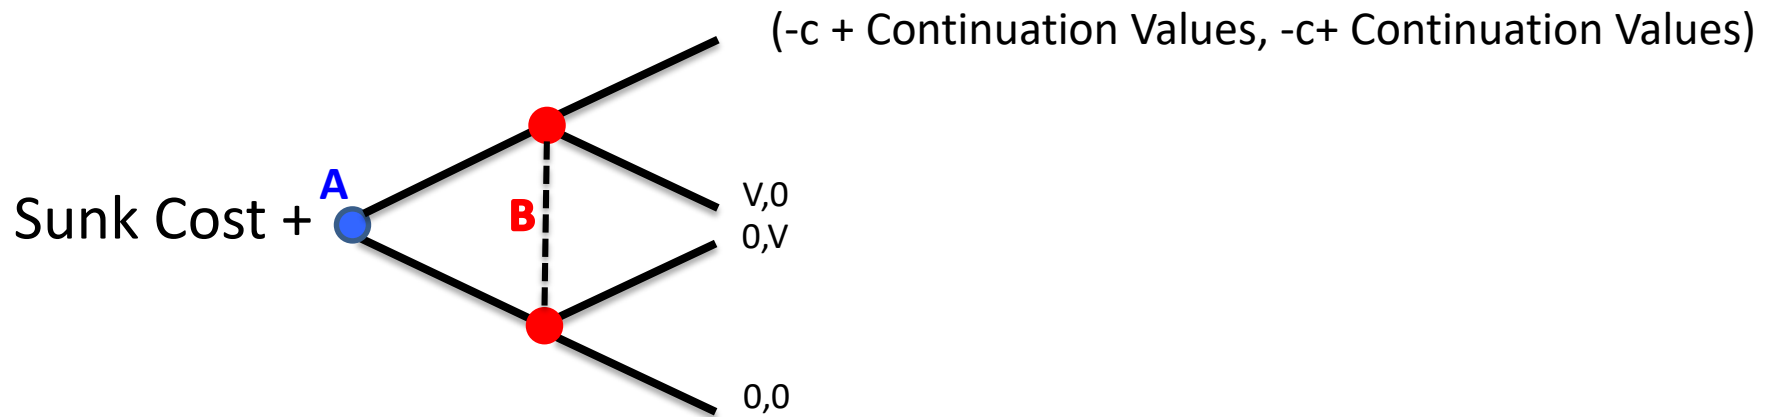 (-c + Continuation Values, -c+ Continuation Values)
A
Sunk Cost +
B
V,0
0,V
0,0